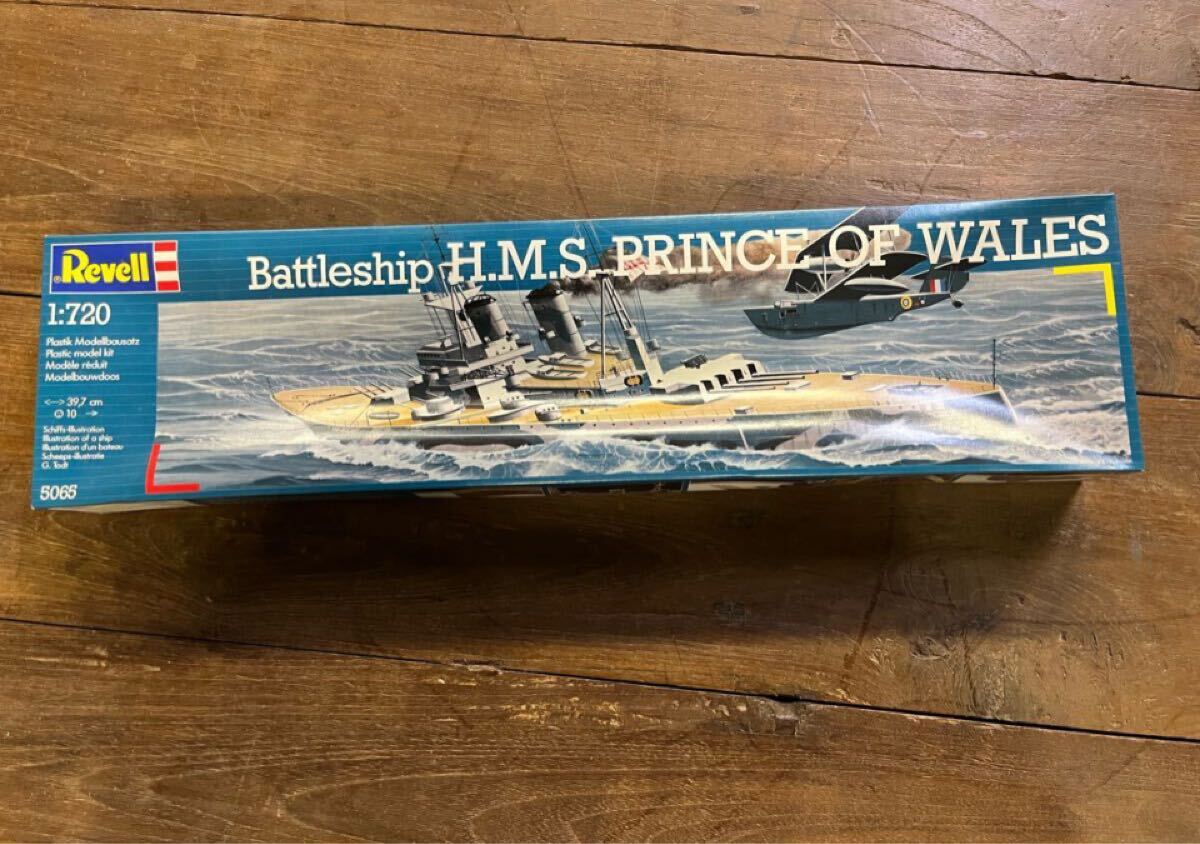 ®Revell
Battleship H.M.S. PRINCE OF WALES
1:720
Plastik Modellbausatz
Plastic model kit
Modèle réduit
Modelbouwdoos
<--> 39,7 cm
10 →
Schiffs-Illustration
Illustration of a ship
Illustration d'un bateau
Scheeps-illustratie
G. Todt
5065